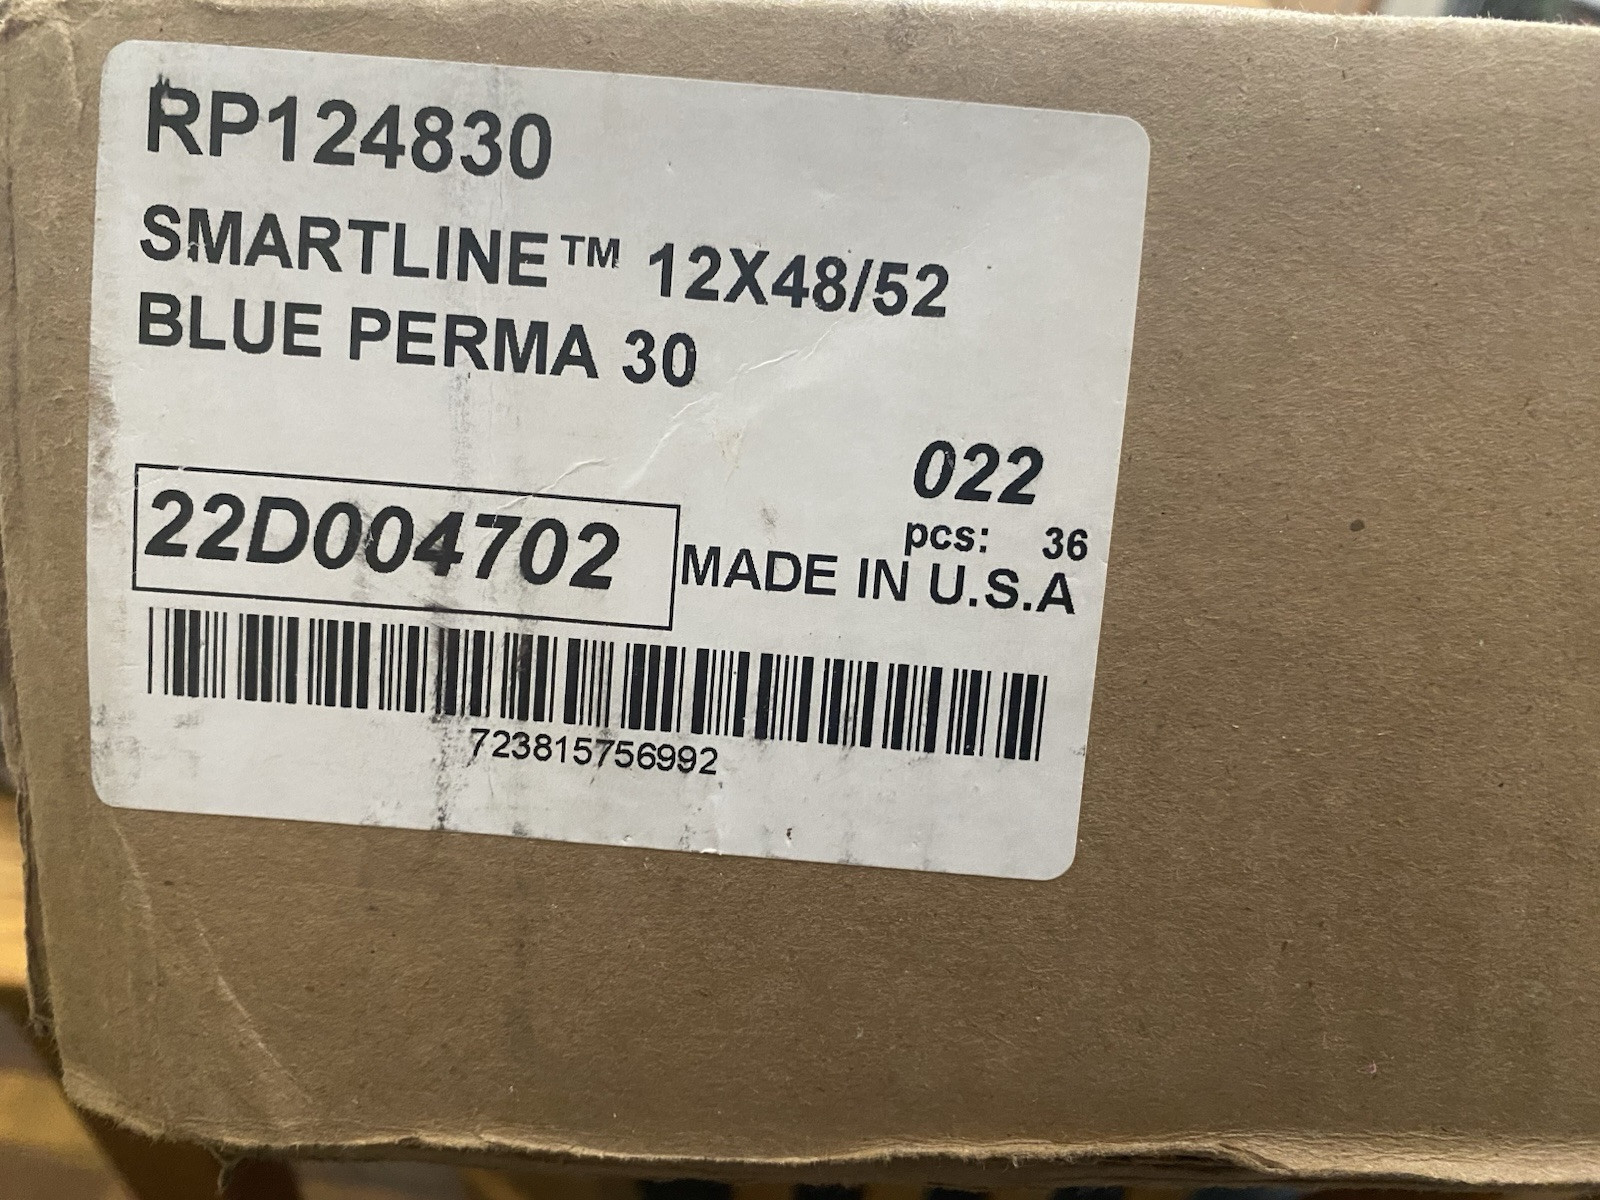 RP124830
SMARTLINE™ 12X48/52
BLUE PERMA 30
022
pcs: 36
22D004702
MADE IN U.S.A
723815756992